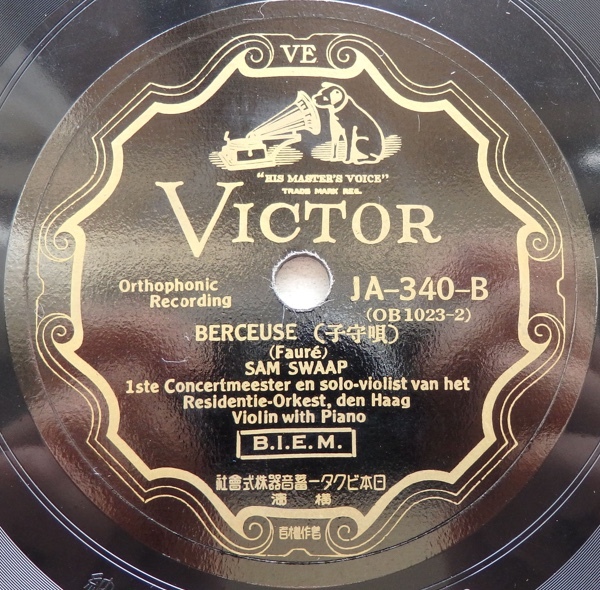 VE
"HIS MASTER'S VOICE"
TRADE MARK REG.
VICTOR
Orthophonic
Recording
JA-340-B
(OB1023-2)
BERCEUSE (子守唄)
(Fauré)
SAM SWAAP
1ste Concertmeester en solo-violist van het
Residentie-Orkest, den Haag
Violin with Piano
B.I.E.M.
社會式株器音蓄ータクビ本日
濱橫